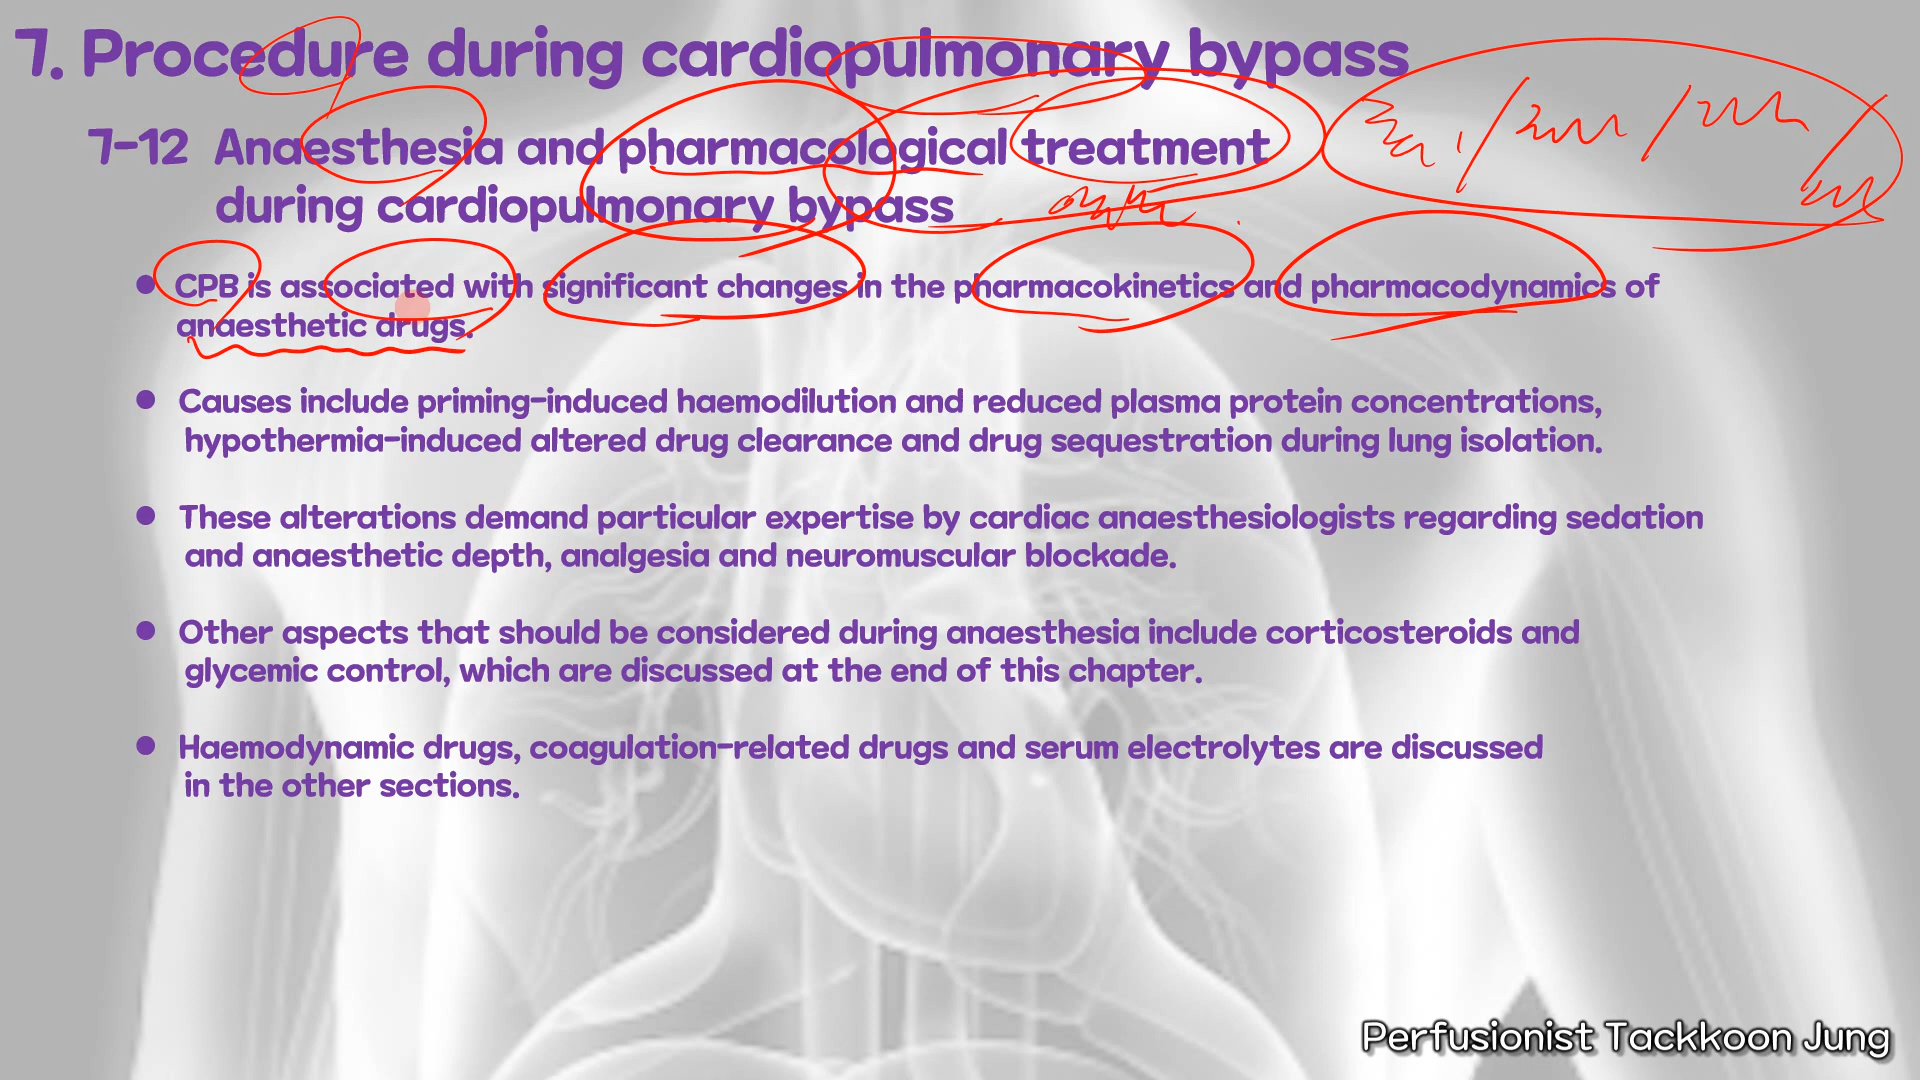 7. Procedure during cardiopulmonary bypass
7-12 Anaesthesia and pharmacological treatment
during cardiopulmonary bypass
● CPB is associated with significant changes in the pharmacokinetics and pharmacodynamics of
anaesthetic drugs.
● Causes include priming-induced haemodilution and reduced plasma protein concentrations,
hypothermia-induced altered drug clearance and drug sequestration during lung isolation.
● These alterations demand particular expertise by cardiac anaesthesiologists regarding sedation
and anaesthetic depth, analgesia and neuromuscular blockade.
● Other aspects that should be considered during anaesthesia include corticosteroids and
glycemic control, which are discussed at the end of this chapter.
● Haemodynamic drugs, coagulation-related drugs and serum electrolytes are discussed
in the other sections.
Perfusionist Tackkoon Jung